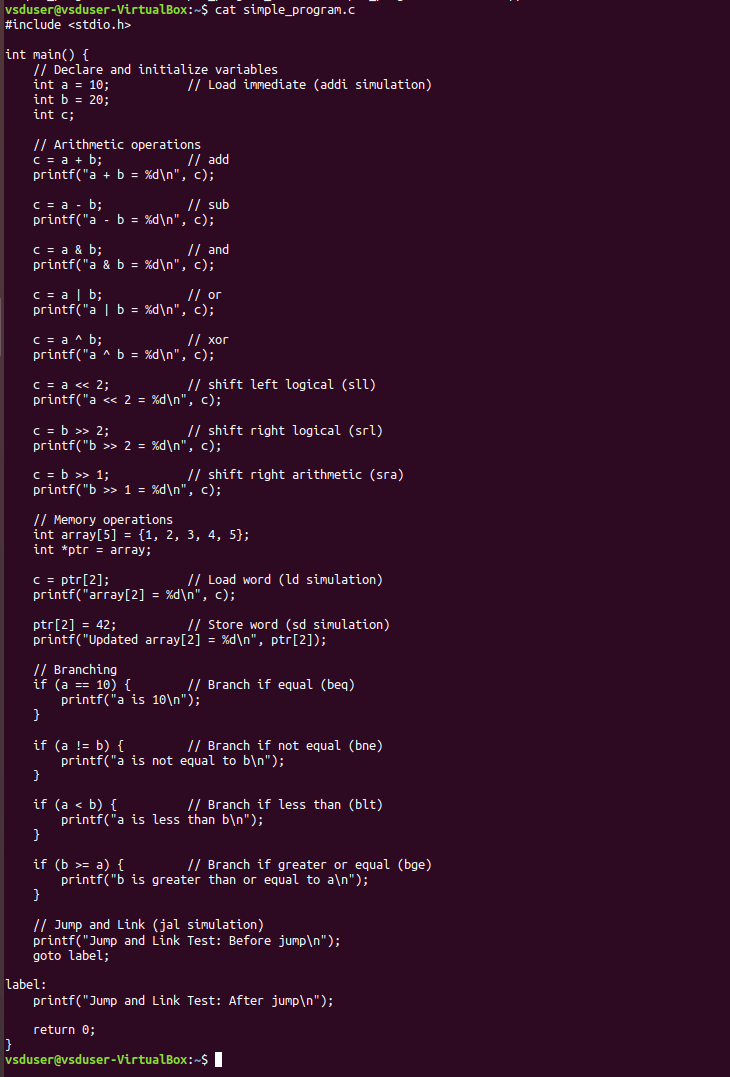 vsduser@vsduser-VirtualBox:~$ cat simple_program.c
#include <stdio.h>

int main() {
    // Declare and initialize variables
    int a = 10;           // Load immediate (addi simulation)
    int b = 20;
    int c;

    // Arithmetic operations
    c = a + b;            // add
    printf("a + b = %d\n", c);

    c = a - b;            // sub
    printf("a - b = %d\n", c);

    c = a & b;            // and
    printf("a & b = %d\n", c);

    c = a | b;            // or
    printf("a | b = %d\n", c);

    c = a ^ b;            // xor
    printf("a ^ b = %d\n", c);

    c = a << 2;           // shift left logical (sll)
    printf("a << 2 = %d\n", c);

    c = b >> 2;           // shift right logical (srl)
    printf("b >> 2 = %d\n", c);

    c = b >> 1;           // shift right arithmetic (sra)
    printf("b >> 1 = %d\n", c);

    // Memory operations
    int array[5] = {1, 2, 3, 4, 5};
    int *ptr = array;

    c = ptr[2];           // Load word (ld simulation)
    printf("array[2] = %d\n", c);

    ptr[2] = 42;          // Store word (sd simulation)
    printf("Updated array[2] = %d\n", ptr[2]);

    // Branching
    if (a == 10) {        // Branch if equal (beq)
        printf("a is 10\n");
    }

    if (a != b) {         // Branch if not equal (bne)
        printf("a is not equal to b\n");
    }

    if (a < b) {          // Branch if less than (blt)
        printf("a is less than b\n");
    }

    if (b >= a) {         // Branch if greater or equal (bge)
        printf("b is greater than or equal to a\n");
    }

    // Jump and Link (jal simulation)
    printf("Jump and Link Test: Before jump\n");
    goto label;

label:
    printf("Jump and Link Test: After jump\n");

    return 0;
}
vsduser@vsduser-VirtualBox:~$